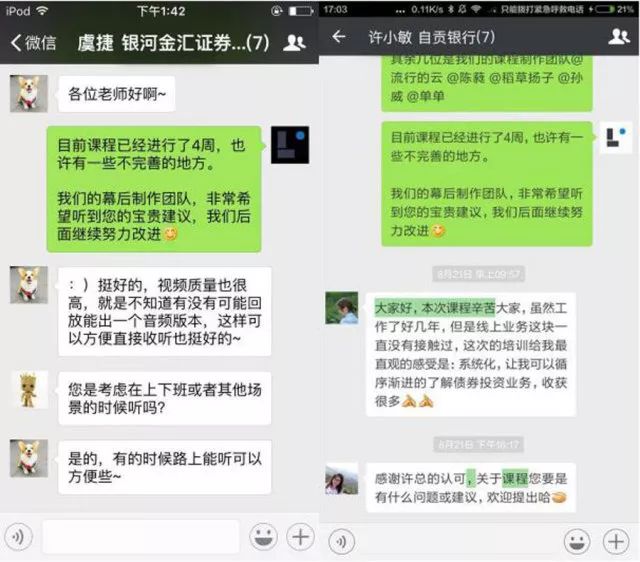 iPod 下午1:42
微信 虞捷 银河金汇证券...(7)
各位老师好啊~
目前课程已经进行了4周，也
许有一些不完善的地方。
我们的幕后制作团队，非常希
望听到您的宝贵建议，我们后
面继续努力改进
：）挺好的，视频质量也很
高，就是不知道有没有可能回
放能出一个音频版本，这样可
以方便直接收听也挺好的~
您是考虑在上下班或者其他场
景的时候听吗?
是的，有的时候路上能听可以
方便些~
17:03 0.11K/s 只能拨打紧急呼救电话 21%
许小敏 自贡银行(7)
其余几位是我们的课程制作团队@
流行的云 @陈蕤 @稻草扬子 @孙
威 @单单
目前课程已经进行了4周，也许有一
些不完善的地方。
我们的幕后制作团队，非常希望听
到您的宝贵建议，我们后面继续努
力改进
8月21日 早上09:57
大家好，本次课程辛苦大家，虽然工
作了好几年，但是线上业务这块一
直没有接触过，这次的培训给我最
直观的感受是：系统化，让我可以循
序渐进的了解债券投资业务，收获
很多
8月21日 下午16:17
感谢许总的认可，关于课程您要是
有什么问题或建议，欢迎提出哈